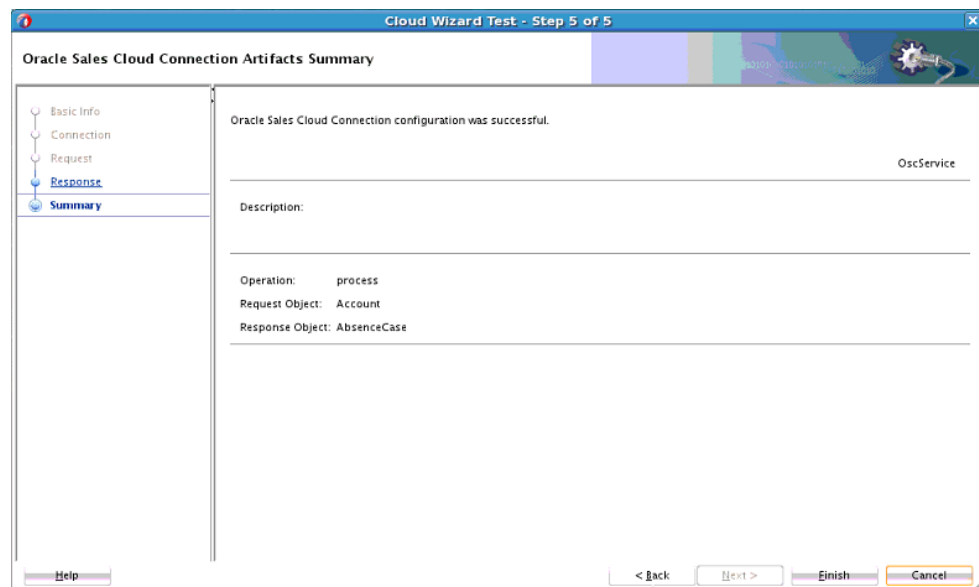 Cloud Wizard Test - Step 5 of 5
Oracle Sales Cloud Connection Artifacts Summary
Basic Info
Connection
Request
Response
Summary
Oracle Sales Cloud Connection configuration was successful.
OscService
Description:
Operation: process
Request Object: Account
Response Object: AbsenceCase
Help
< Back
Next >
Finish
Cancel